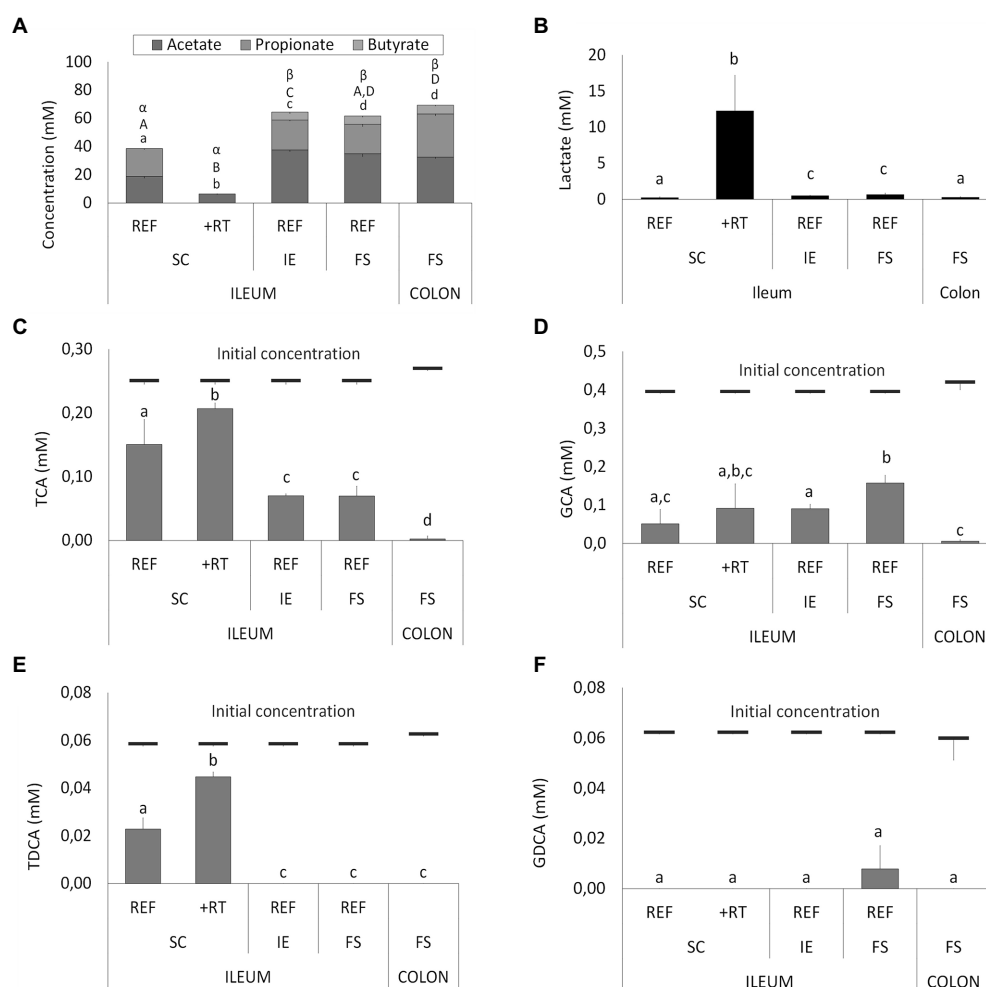 A
Acetate Propionate Butyrate
Concentration (mM)
100
80
60
40
20
0
α
A
a
α
B
b
β
C
c
β
A,D
d
β
D
d
REF +RT REF REF
SC IE FS FS
ILEUM COLON
B
Lactate (mM)
20
15
10
5
0
a b c c a
REF +RT REF REF
SC IE FS FS
Ileum Colon
C
TCA (mM)
0,30
0,20
0,10
0,00
Initial concentration
a b c c d
REF +RT REF REF
SC IE FS FS
ILEUM COLON
D
GCA (mM)
0,5
0,4
0,3
0,2
0,1
0,0
Initial concentration
a,c a,b,c a b c
REF +RT REF REF
SC IE FS FS
ILEUM COLON
E
TDCA (mM)
0,08
0,06
0,04
0,02
0,00
Initial concentration
a b c c c
REF +RT REF REF
SC IE FS FS
ILEUM COLON
F
GDCA (mM)
0,08
0,06
0,04
0,02
0,00
Initial concentration
a a a a a
REF +RT REF REF
SC IE FS FS
ILEUM COLON